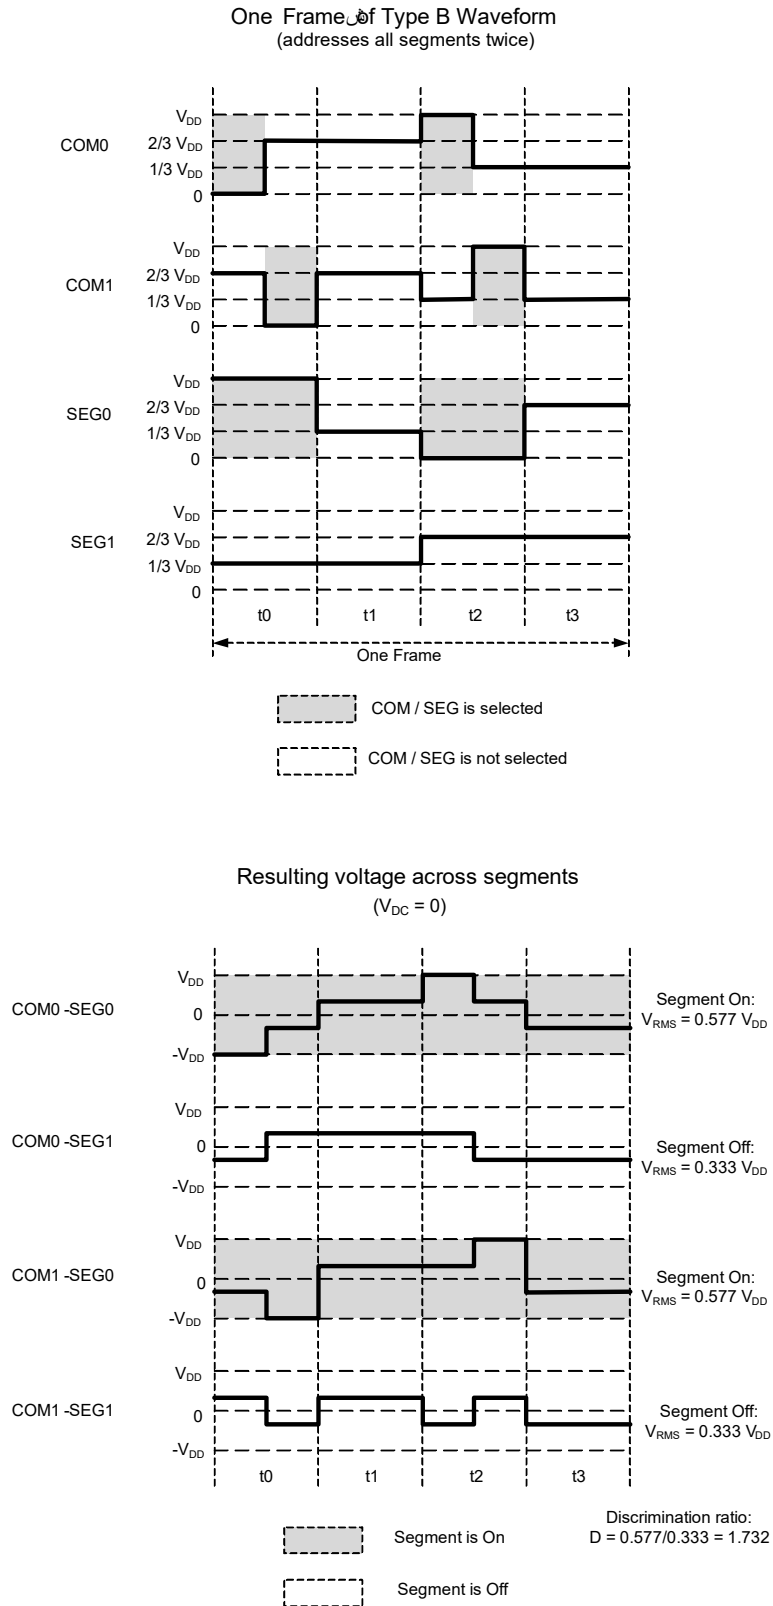 One Frame of Type B Waveform
(addresses all segments twice)
COM0
VDD
2/3 VDD
1/3 VDD
0
COM1
VDD
2/3 VDD
1/3 VDD
0
SEG0
VDD
2/3 VDD
1/3 VDD
0
SEG1
VDD
2/3 VDD
1/3 VDD
0
t0 t1 t2 t3
One Frame
COM / SEG is selected
COM / SEG is not selected
Resulting voltage across segments
(VDC = 0)
COM0 -SEG0
VDD
0
-VDD
Segment On:
VRMS = 0.577 VDD
COM0 -SEG1
VDD
0
-VDD
Segment Off:
VRMS = 0.333 VDD
COM1 -SEG0
VDD
0
-VDD
Segment On:
VRMS = 0.577 VDD
COM1 -SEG1
VDD
0
-VDD
Segment Off:
VRMS = 0.333 VDD
t0 t1 t2 t3
Segment is On
Segment is Off
Discrimination ratio:
D = 0.577/0.333 = 1.732